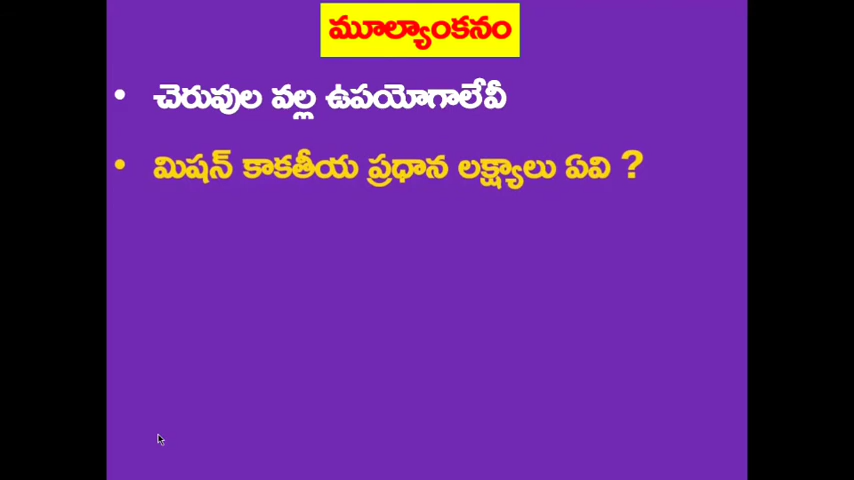 మూల్యాంకనం
• చెరువుల వల్ల ఉపయోగాలేవీ
• మిషన్ కాకతీయ ప్రధాన లక్ష్యాలు ఏవి ?